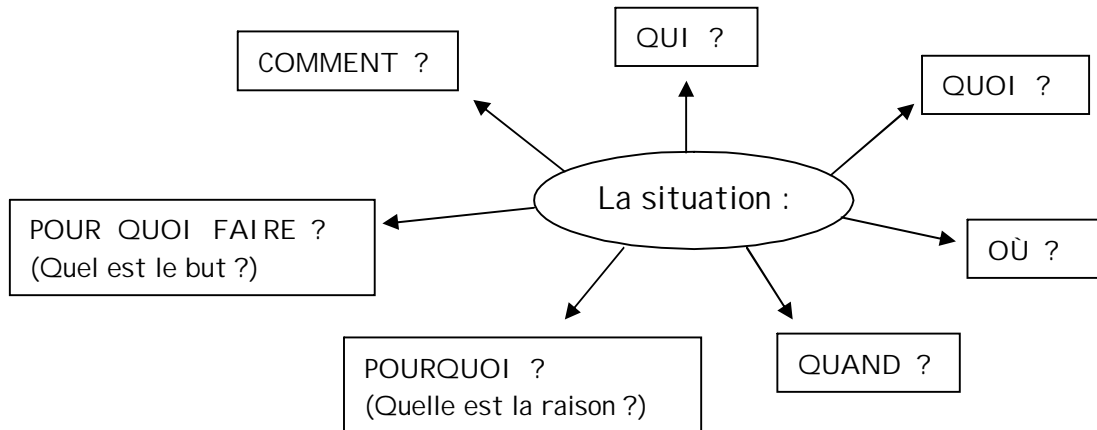 QUI ?
COMMENT ?
QUOI ?
La situation :
POUR QUOI FAIRE ?
(Quel est le but ?)
OÙ ?
POURQUOI ?
(Quelle est la raison ?)
QUAND ?